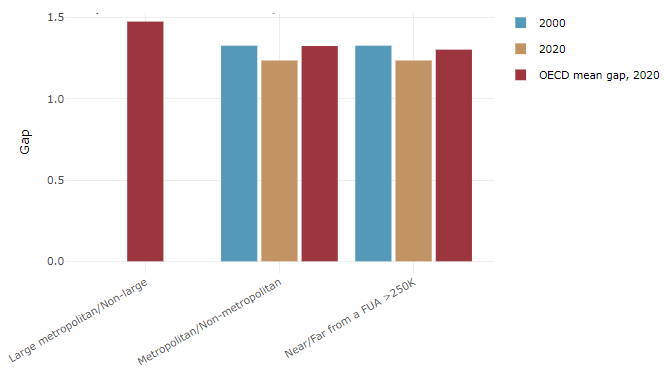 1.5
1.0
0.5
0.0
Gap
Large metropolitan/Non-large
Metropolitan/Non-metropolitan
Near/Far from a FUA >250K
2000
2020
OECD mean gap, 2020